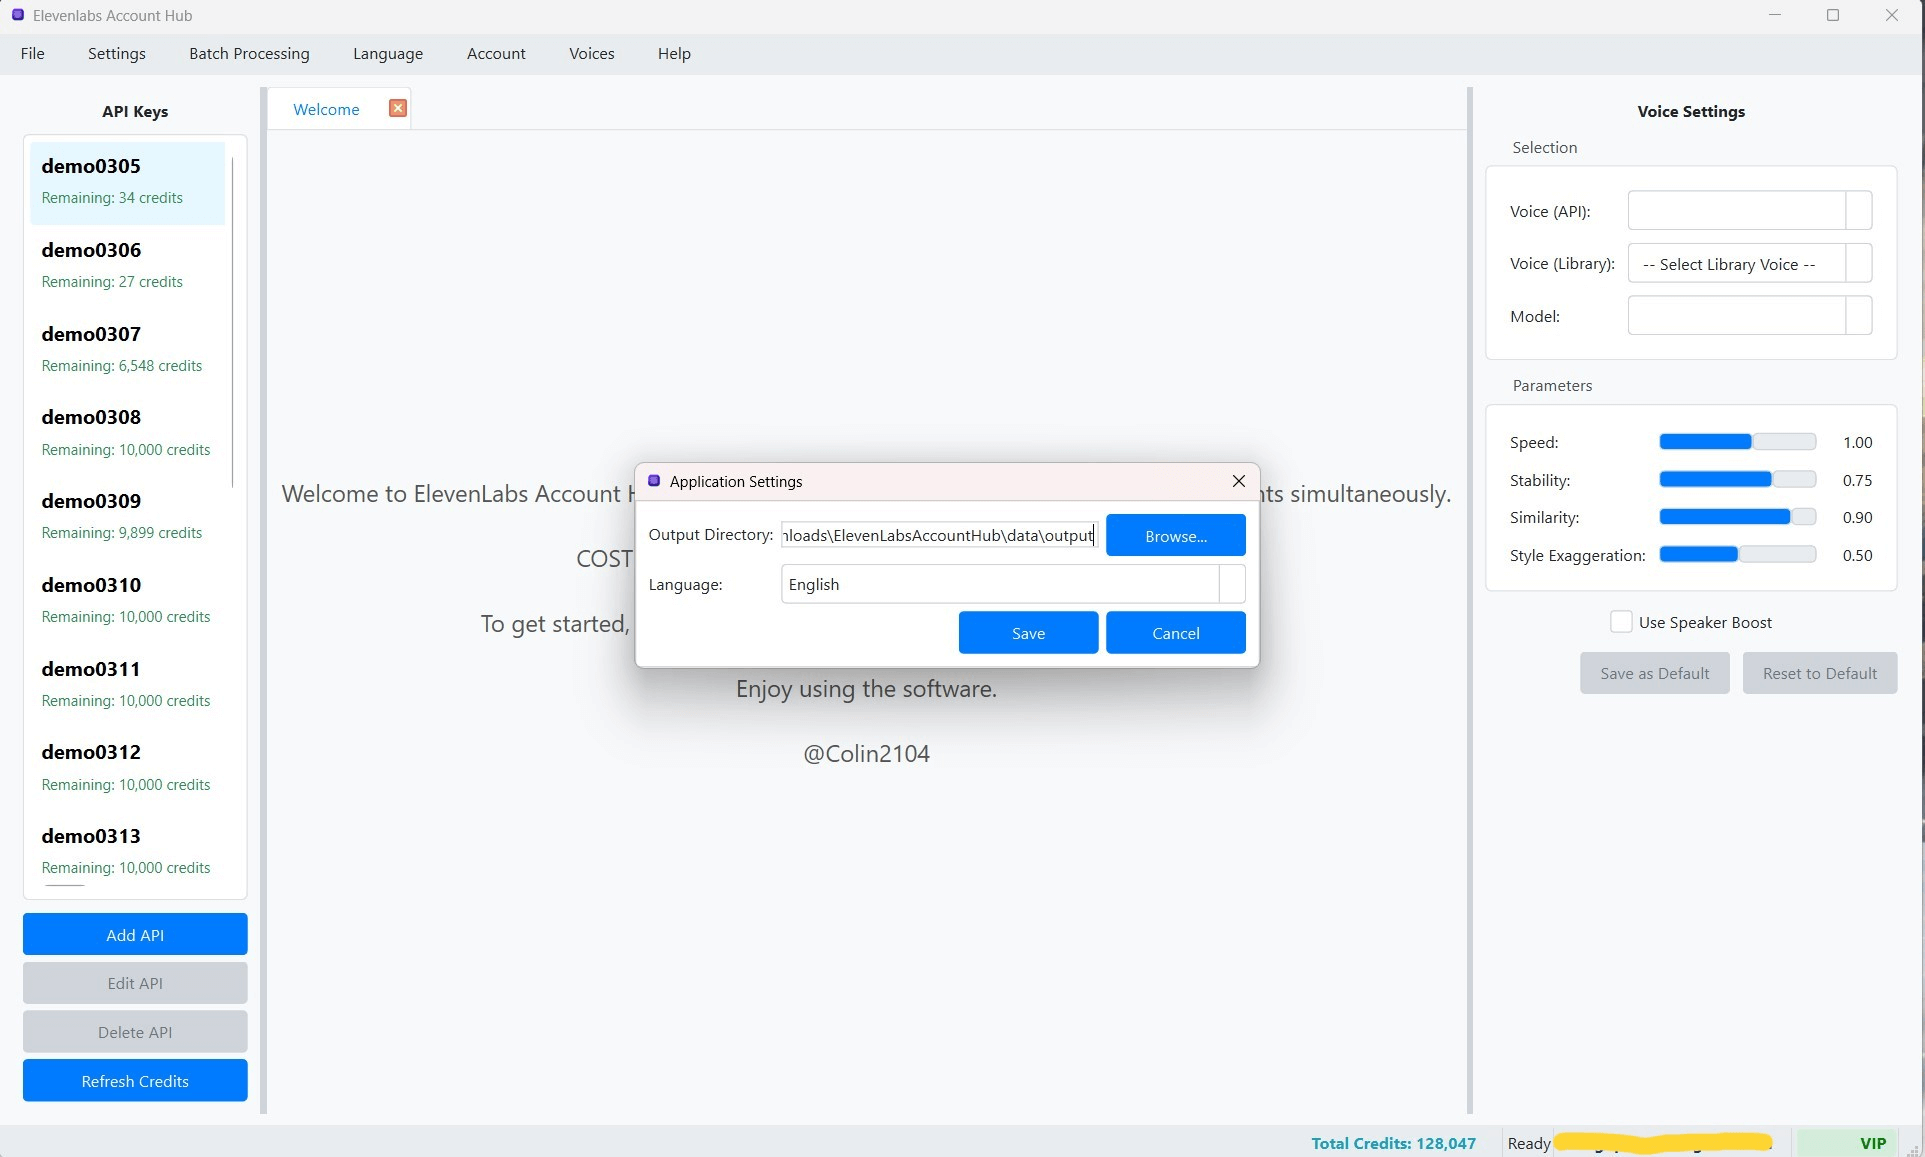 Elevenlabs Account Hub
File Settings Batch Processing Language Account Voices Help
API Keys
demo0305
Remaining: 34 credits
demo0306
Remaining: 27 credits
demo0307
Remaining: 6,548 credits
demo0308
Remaining: 10,000 credits
demo0309
Remaining: 9,899 credits
demo0310
Remaining: 10,000 credits
demo0311
Remaining: 10,000 credits
demo0312
Remaining: 10,000 credits
demo0313
Remaining: 10,000 credits
Add API
Edit API
Delete API
Refresh Credits
Welcome
Welcome to ElevenLabs Account
simultaneously.
COST
To get started,
Enjoy using the software.
@Colin2104
Application Settings
Output Directory: nloads\ElevenLabsAccountHub\data\output Browse...
Language: English
Save Cancel
Voice Settings
Selection
Voice (API):
Voice (Library): -- Select Library Voice --
Model:
Parameters
Speed: 1.00
Stability: 0.75
Similarity: 0.90
Style Exaggeration: 0.50
Use Speaker Boost
Save as Default Reset to Default
Total Credits: 128,047 Ready VIP